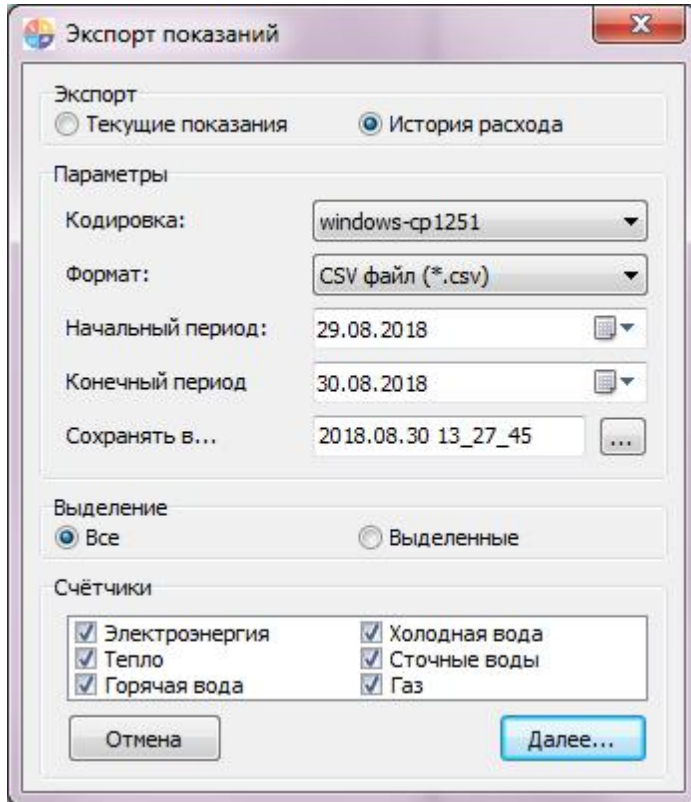 Экспорт показаний
Экспорт
Текущие показания История расхода
Параметры
Кодировка: windows-cp1251
Формат: CSV файл (*.csv)
Начальный период: 29.08.2018
Конечный период 30.08.2018
Сохранять в... 2018.08.30 13_27_45 ...
Выделение
Все Выделенные
Счётчики
Электроэнергия Холодная вода
Тепло Сточные воды
Горячая вода Газ
Отмена Далее...